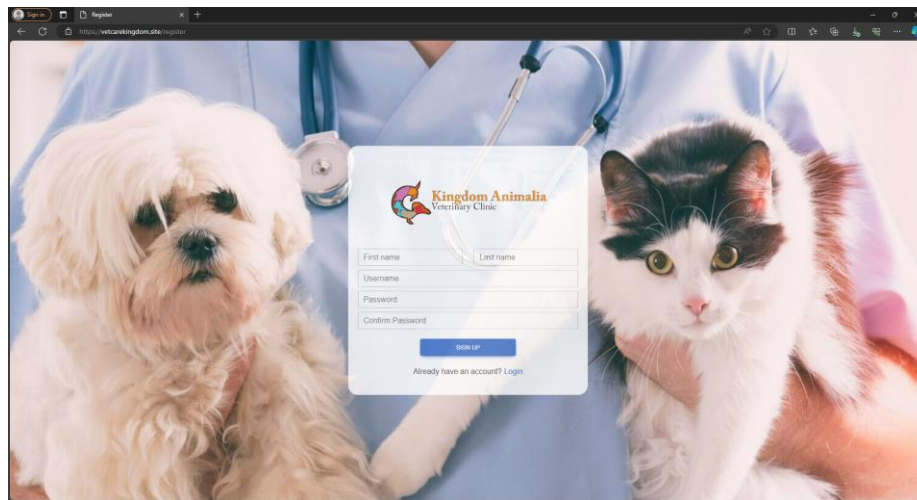 Sign in
Register
https://vetcarekingdom.site/register
Kingdom Animalia
Veterinary Clinic
First name
Last name
Username
Password
Confirm Password
SIGN UP
Already have an account? Login